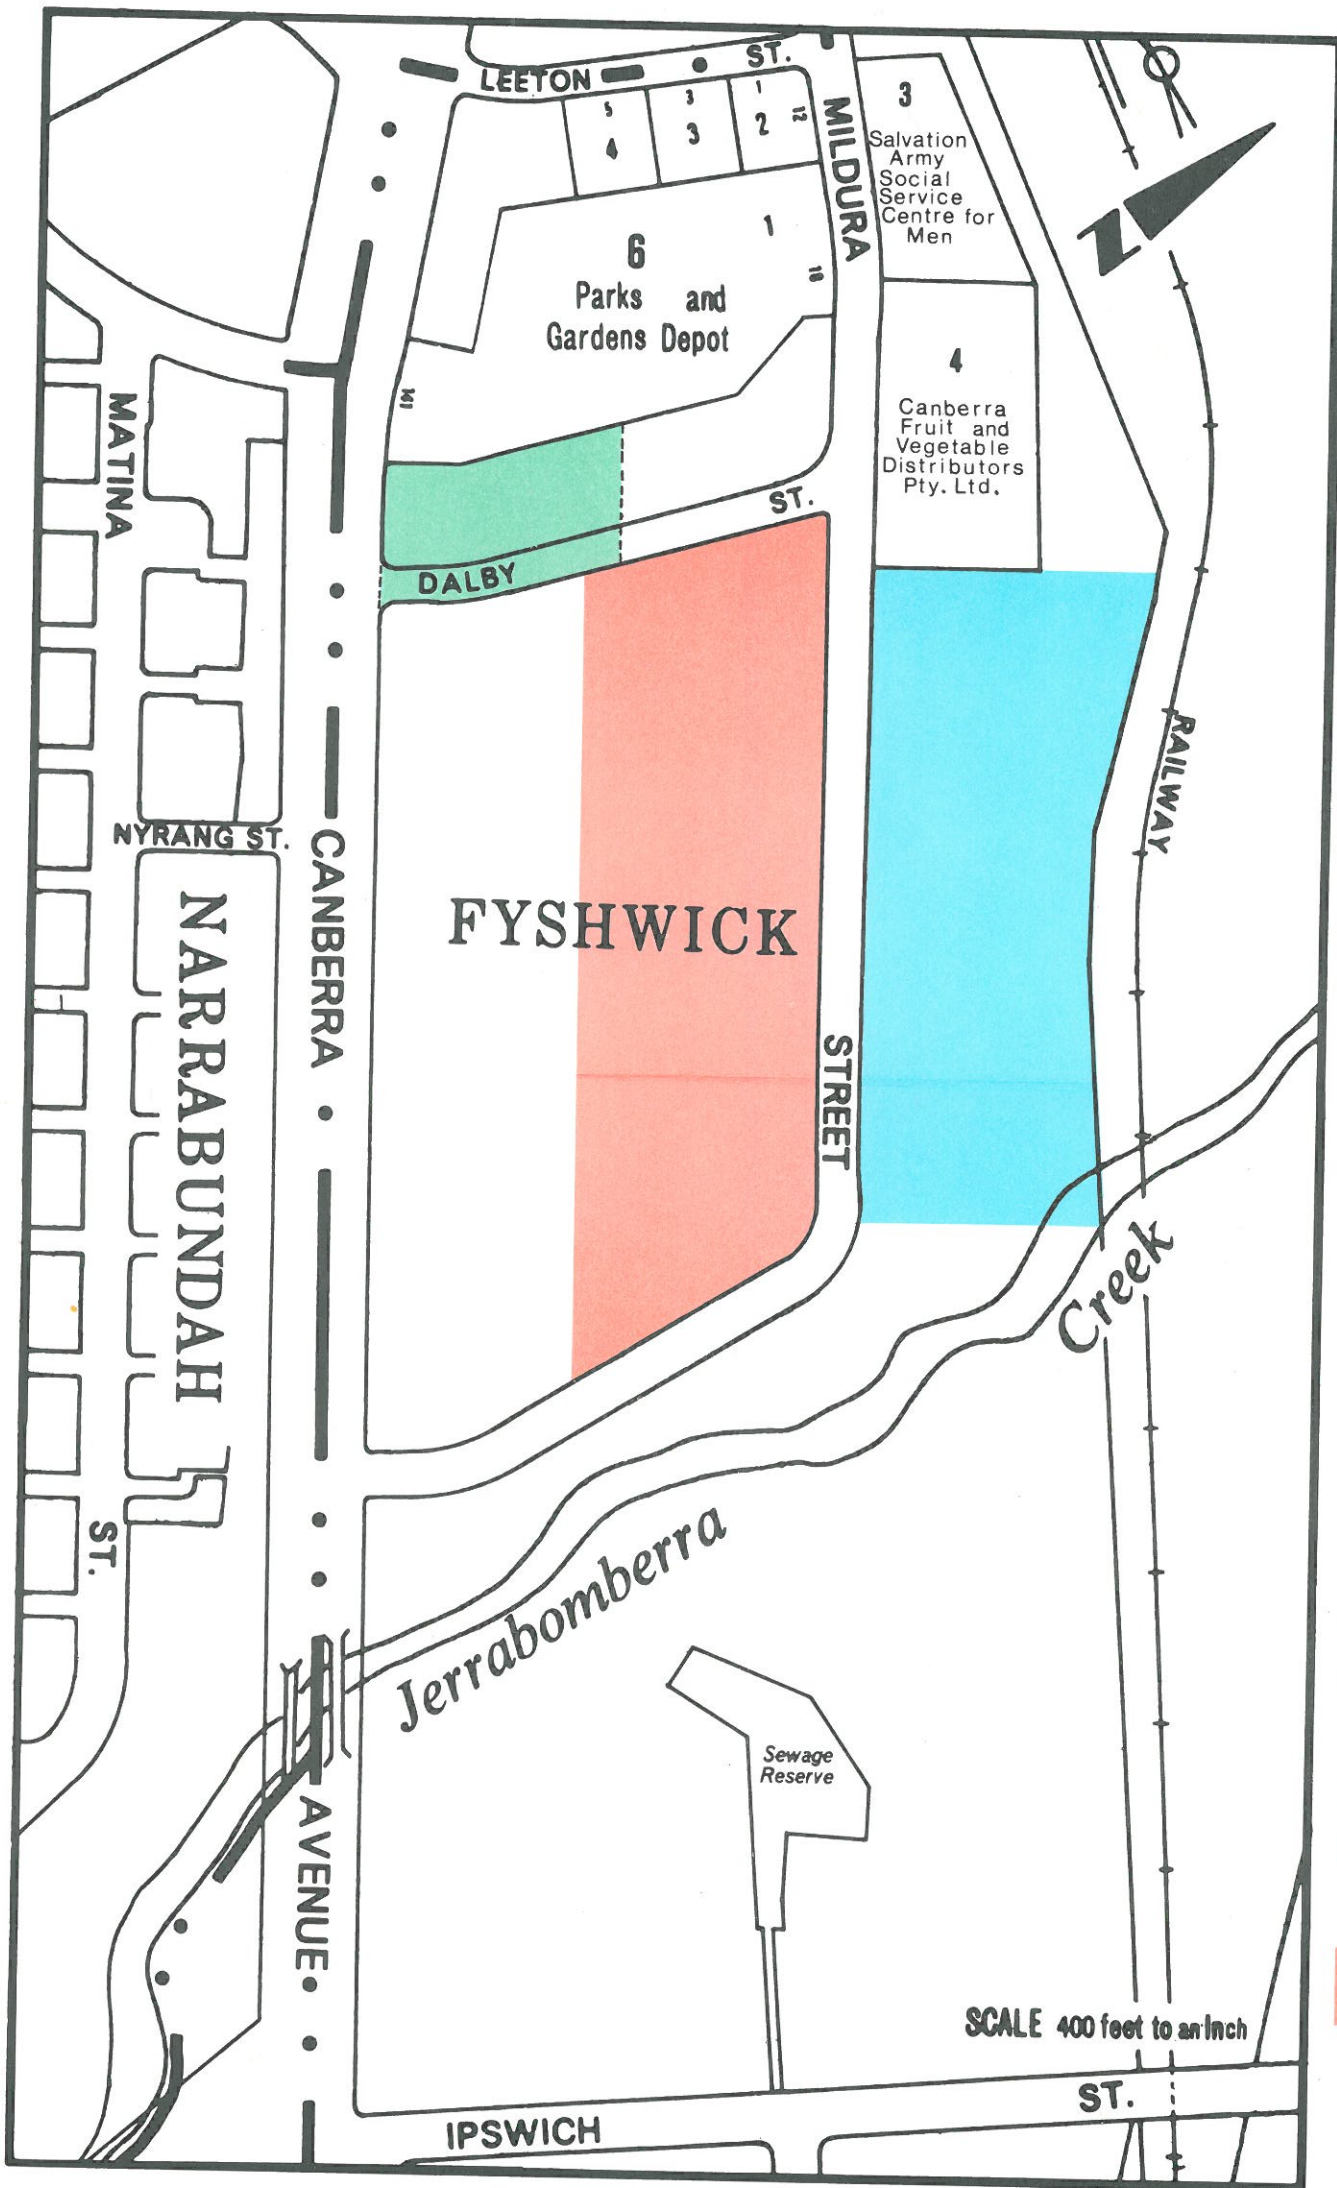 LEETON ST.
5
4
3
3
1
2
12
MILDURA
3
Salvation
Army
Social
Service
Centre for
Men
N
6
1
18
Parks and
Gardens Depot
4
Canberra
Fruit and
Vegetable
Distributors
Pty. Ltd.
141
MATINA
DALBY ST.
RAILWAY
NYRANG ST.
CANBERRA
NARRABUNDAH
FYSHWICK
STREET
Creek
Jerrabomberra
ST.
Sewage
Reserve
AVENUE
SCALE 400 feet to an Inch
IPSWICH ST.